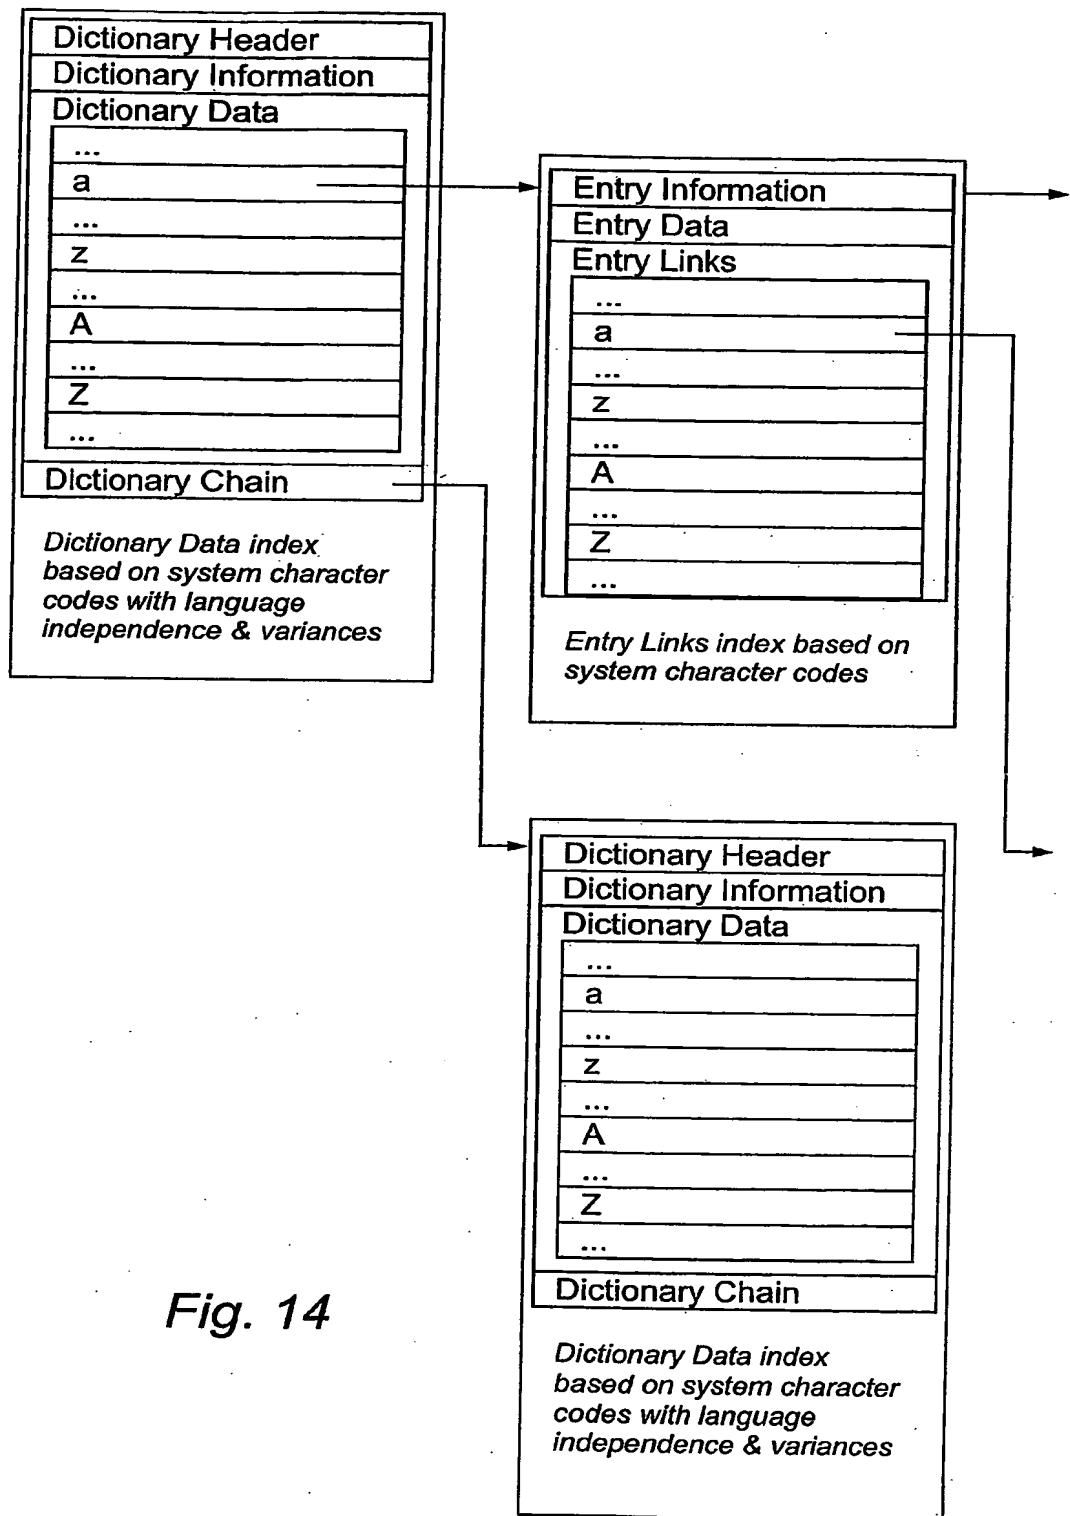 Dictionary Header
Dictionary Information
Dictionary Data
...
a
...
z
...
A
...
Z
...
Dictionary Chain
Dictionary Data index
based on system character
codes with language
independence & variances
Entry Information
Entry Data
Entry Links
...
a
...
z
...
A
...
Z
...
Entry Links index based on
system character codes
Dictionary Header
Dictionary Information
Dictionary Data
...
a
...
z
...
A
...
Z
...
Dictionary Chain
Dictionary Data index
based on system character
codes with language
independence & variances
Fig. 14